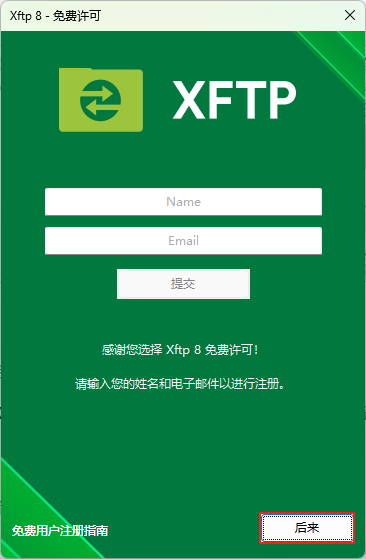 Xftp 8 - 免费许可
XFTP
Name
Email
提交
感谢您选择 Xftp 8 免费许可!
请输入您的姓名和电子邮件以进行注册。
免费用户注册指南
后来